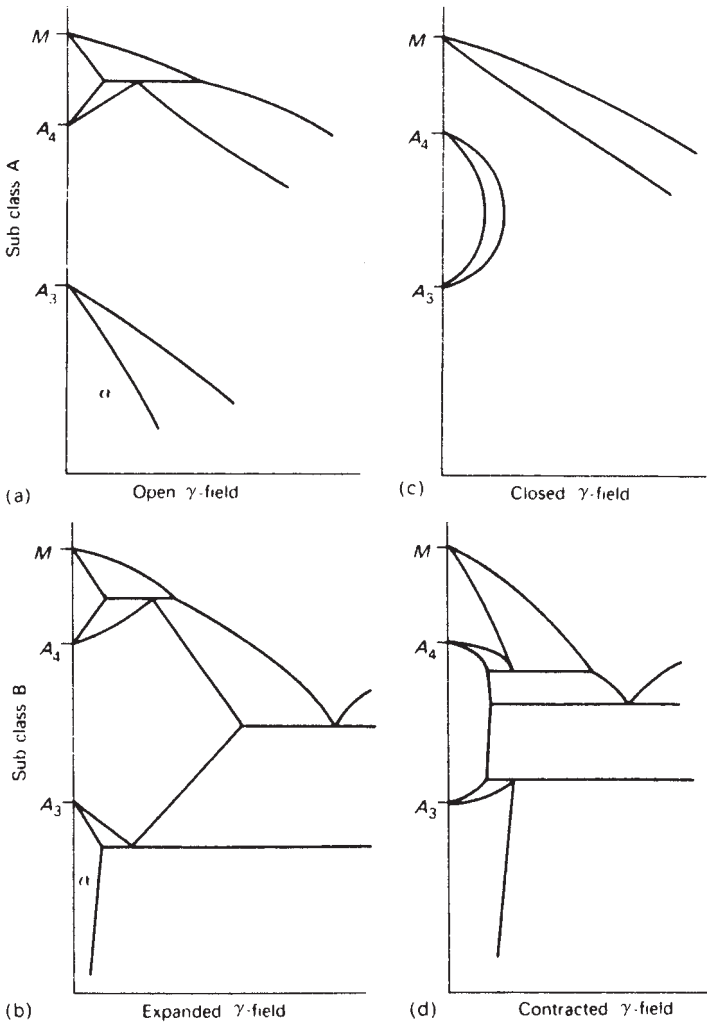 Sub class A
M
A4
A3
α
(a) Open γ-field
M
A4
A3
(c) Closed γ-field
Sub class B
M
A4
A3
α
(b) Expanded γ-field
M
A4
A3
(d) Contracted γ-field